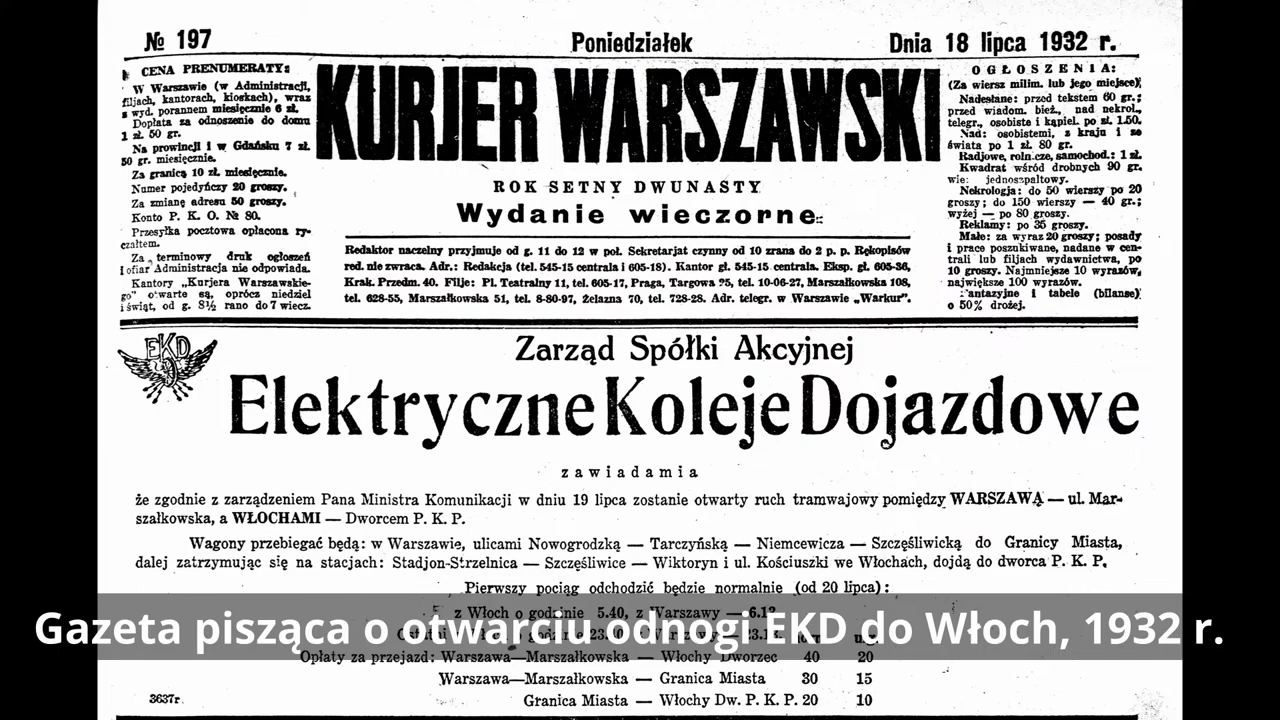 № 197
Poniedziałek
Dnia 18 lipca 1932 r.
CENA PRENUMERATY:
W Warszawie (w Administracji,
filjach, kantorach, kioskach), wraz
z wyd. porannem miesięcznie 6 zł.
Dopłata za odnoszenie do domu
1 zł. 50 gr.
Na prowincji i w Gdańsku 7 zł.
50 gr. miesięcznie.
Za granicą 10 zł. miesięcznie.
Numer pojedyńczy 20 groszy.
Za zmianę adresu 50 groszy.
Konto P. K. O. № 80.
Przesyłka pocztowa opłacona ry-
czałtem.
Za terminowy druk ogłoszeń
i ofiar Administracja nie odpowiada.
Kantory „Kurjera Warszawskie-
go” otwarte są, oprócz niedziel
i świąt, od g. 8½ rano do 7 wiecz.
KURJER WARSZAWSKI
ROK SETNY DWUNASTY
Wydanie wieczorne
Redaktor naczelny przyjmuje od g. 11 do 12 w poł. Sekretarjat czynny od 10 zrana do 2 p. p. Rękopisów
red. nie zwraca. Adr.: Redakcja (tel. 545-15 centrala i 605-18). Kantor gł. 545-15 centrala. Eksp. gł. 605-36,
Krak. Przedm. 40. Filje: Pl. Teatralny 11, tel. 605-17, Praga, Targowa 75, tel. 10-06-27, Marszałkowska 108,
tel. 628-55, Marszałkowska 51, tel. 8-80-97, Żelazna 70, tel. 728-28. Adr. telegr. w Warszawie „Warkur”.
OGŁOSZENIA:
(Za wiersz milim. lub jego miejsce)
Nadesłane: przed tekstem 60 gr.;
przed wiadom. bież., nad nekrol.,
telegr., osobiste i kąpiel. po zł. 1.50.
Nad: osobistemi, z kraju i ze
świata po 1 zł. 80 gr.
Radjowe, rolnicze, samochod.: 1 zł.
Kwadrat wśród drobnych 90 gr.
wiersz jednoszpaltowy.
Nekrologja: do 50 wierszy po 20
groszy; do 150 wierszy — 40 gr.;
wyżej — po 80 groszy.
Reklamy: po 35 groszy.
Małe: za wyraz 20 groszy; posady
i prace poszukiwane, nadane w cen-
trali lub filjach wydawnictwa, po
10 groszy. Najmniejsze 10 wyrazów,
największe 100 wyrazów.
Fantazyjne i tabele (bilanse)
o 50% drożej.
EKD
Zarząd Spółki Akcyjnej
Elektryczne Koleje Dojazdowe
zawiadamia
że zgodnie z zarządzeniem Pana Ministra Komunikacji w dniu 19 lipca zostanie otwarty ruch tramwajowy pomiędzy WARSZAWĄ — ul. Mar-
szałkowska, a WŁOCHAMI — Dworcem P. K. P.
Wagony przebiegać będą: w Warszawie, ulicami Nowogrodzką — Tarczyńską — Niemcewicza — Szczęśliwicką do Granicy Miasta,
dalej zatrzymując się na stacjach: Stadjon-Strzelnica — Szczęśliwice — Wiktoryn i ul. Kościuszki we Włochach, dojdą do dworca P. K. P.
Pierwszy pociąg odchodzić będzie normalnie (od 20 lipca):
z Włoch o godzinie 5.40, z Warszawy — 6.12
Gazeta pisząca o otwarciu odnogi EKD do Włoch, 1932 r.
Opłaty za przejazd: Warszawa—Marszałkowska — Włochy Dworzec 40 20
Warszawa—Marszałkowska — Granica Miasta 30 15
3637r. Granica Miasta — Włochy Dw. P. K. P. 20 10